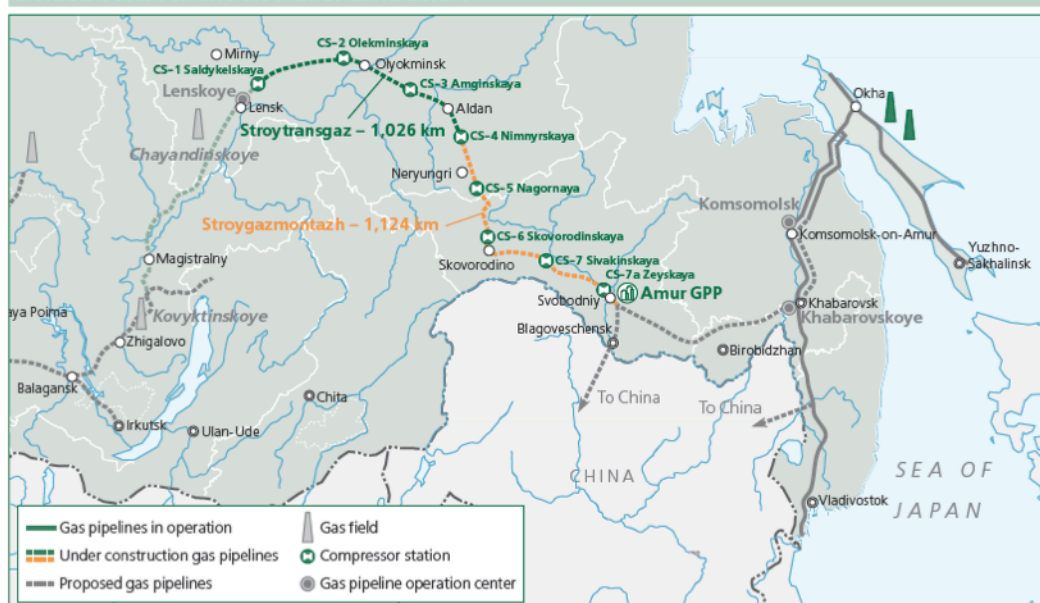 Mirny
CS–2 Olekminskaya
Olyokminsk
CS–1 Saldykelskaya
Lenskoye
Lensk
CS–3 Amginskaya
Aldan
Stroytransgaz – 1,026 km
CS–4 Nimnyrskaya
Chayandinskoye
Neryungri
CS–5 Nagornaya
Stroygazmontazh – 1,124 km
CS–6 Skovorodinskaya
Skovorodino
CS–7 Sivakinskaya
CS–7a Zeyskaya
Svobodniy
Amur GPP
Blagoveschensk
Okha
Komsomolsk
Komsomolsk-on-Amur
Yuzhno-
Sakhalinsk
Khabarovsk
Khabarovskoye
Birobidzhan
Magistralny
Kovyktinskoye
aya Poima
Zhigalovo
Balagansk
Irkutsk
Ulan-Ude
Chita
To China
To China
CHINA
Vladivostok
SEA OF
JAPAN
Gas pipelines in operation
Under construction gas pipelines
Proposed gas pipelines
Gas field
Compressor station
Gas pipeline operation center